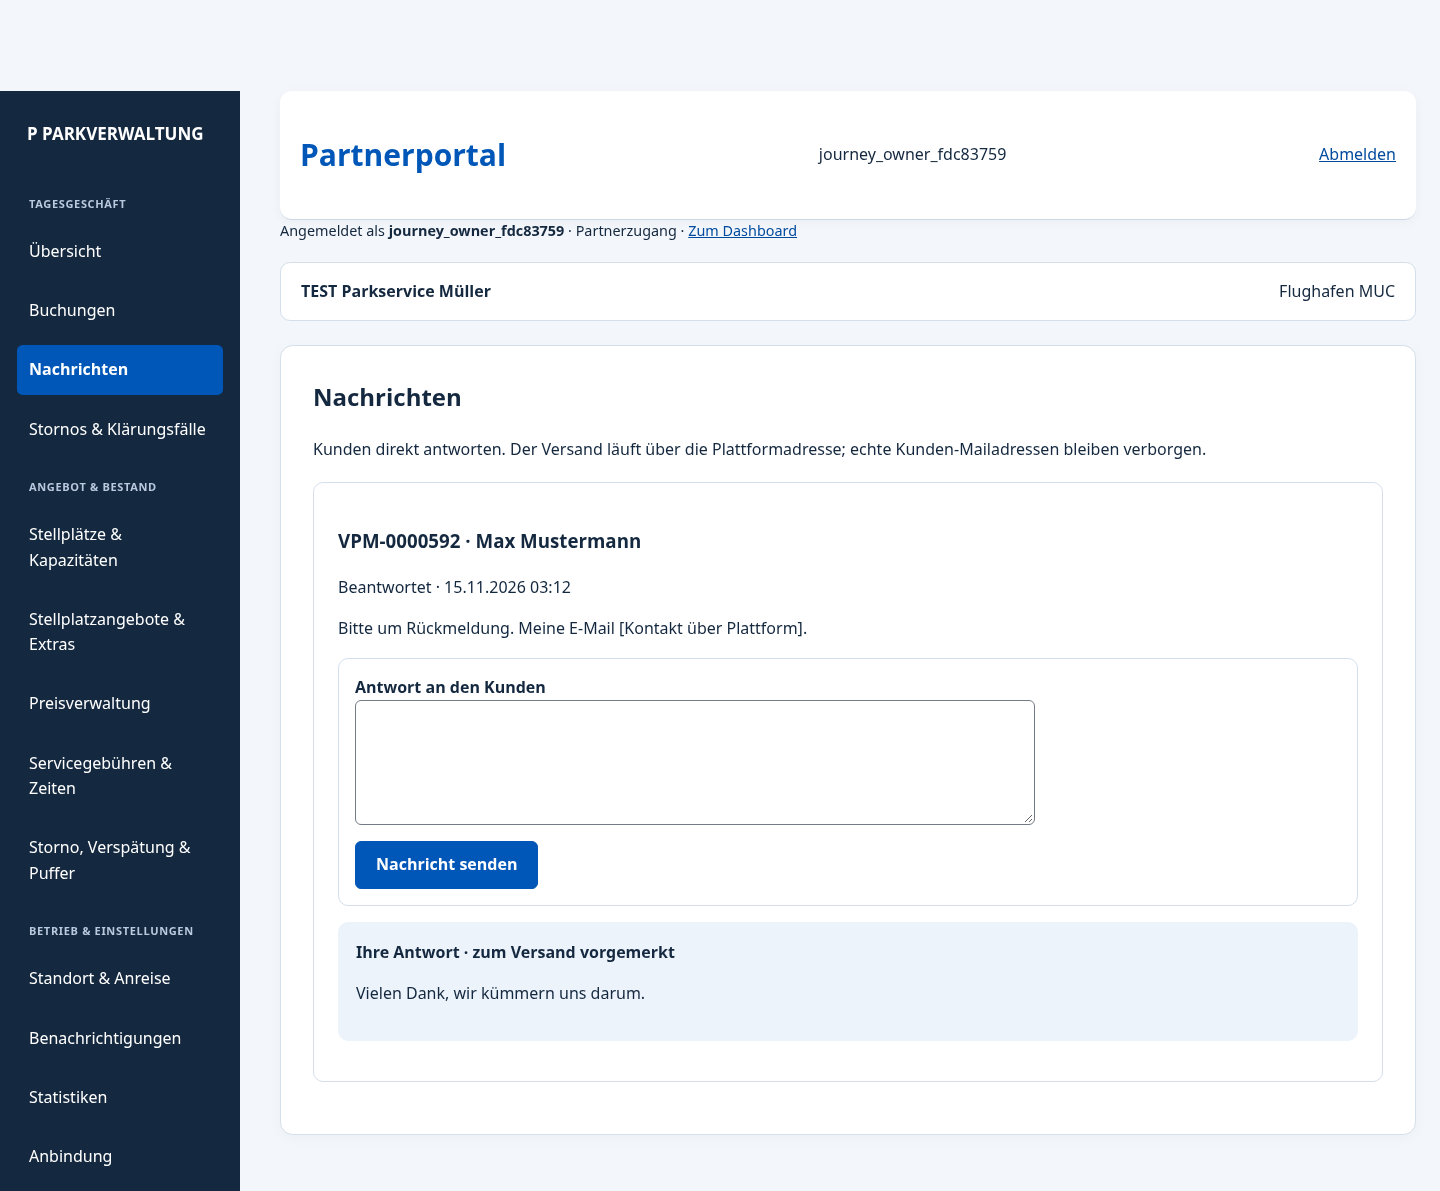 P PARKVERWALTUNG
TAGESGESCHÄFT
Übersicht
Buchungen
Nachrichten
Stornos & Klärungsfälle
ANGEBOT & BESTAND
Stellplätze &
Kapazitäten
Stellplatzangebote &
Extras
Preisverwaltung
Servicegebühren &
Zeiten
Storno, Verspätung &
Puffer
BETRIEB & EINSTELLUNGEN
Standort & Anreise
Benachrichtigungen
Statistiken
Anbindung
Partnerportal
journey_owner_fdc83759
Abmelden
Angemeldet als journey_owner_fdc83759 · Partnerzugang · Zum Dashboard
TEST Parkservice Müller
Flughafen MUC
Nachrichten
Kunden direkt antworten. Der Versand läuft über die Plattformadresse; echte Kunden-Mailadressen bleiben verborgen.
VPM-0000592 · Max Mustermann
Beantwortet · 15.11.2026 03:12
Bitte um Rückmeldung. Meine E-Mail [Kontakt über Plattform].
Antwort an den Kunden
Nachricht senden
Ihre Antwort · zum Versand vorgemerkt
Vielen Dank, wir kümmern uns darum.